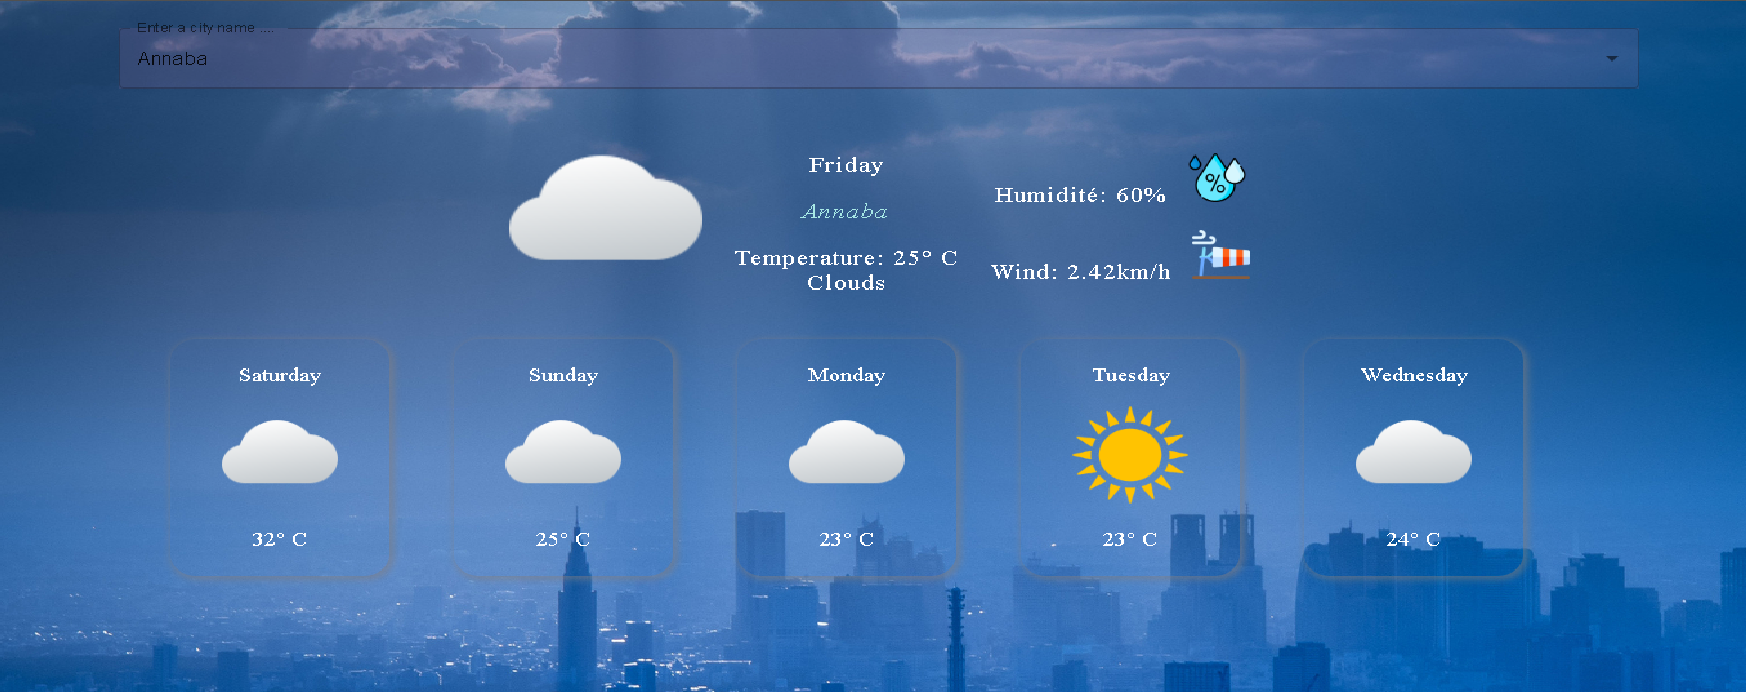 Enter a city name ....
Annaba
Friday
Annaba
Temperature: 25° C
Clouds
Humidité: 60%
%
Wind: 2.42km/h
Saturday
32° C
Sunday
25° C
Monday
23° C
Tuesday
23° C
Wednesday
24° C